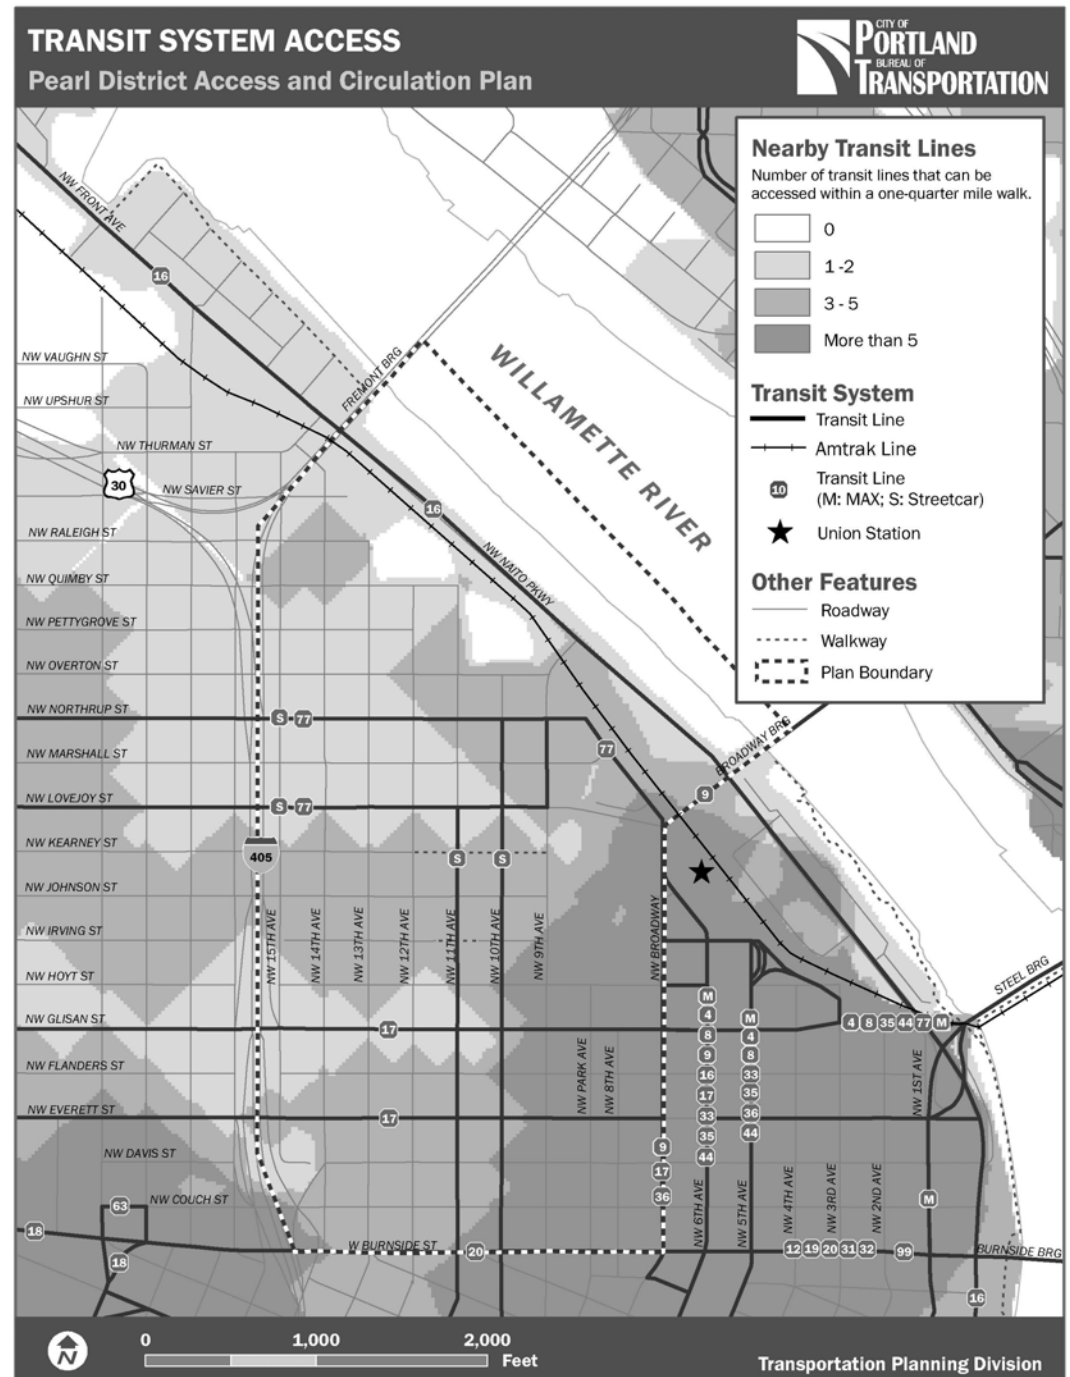 TRANSIT SYSTEM ACCESS
Pearl District Access and Circulation Plan
CITY OF
PORTLAND
BUREAU OF
TRANSPORTATION
Nearby Transit Lines
Number of transit lines that can be
accessed within a one-quarter mile walk.
0
1-2
3 - 5
More than 5
Transit System
Transit Line
Amtrak Line
10
Transit Line
(M: MAX; S: Streetcar)
Union Station
Other Features
Roadway
Walkway
Plan Boundary
NW FRONT AVE
16
NW VAUGHN ST
NW UPSHUR ST
FREMONT BRG
WILLAMETTE RIVER
NW THURMAN ST
30
NW SAVIER ST
16
NW RALEIGH ST
NW NAITO PKWY
NW QUIMBY ST
NW PETTYGROVE ST
NW OVERTON ST
NW NORTHRUP ST
S 77
77
NW MARSHALL ST
BROADWAY BRG
NW LOVEJOY ST
S 77
9
NW KEARNEY ST
405
S
S
NW JOHNSON ST
NW IRVING ST
NW 15TH AVE
NW 14TH AVE
NW 13TH AVE
NW 12TH AVE
NW 11TH AVE
NW 10TH AVE
NW 9TH AVE
NW BROADWAY
NW HOYT ST
STEEL BRG
NW GLISAN ST
17
M
4
8
9
16
17
33
35
44
M
4
8
33
35
36
44
4 8 35 44 77 M
NW FLANDERS ST
NW PARK AVE
NW 8TH AVE
NW 1ST AVE
NW EVERETT ST
17
NW DAVIS ST
9
17
36
NW COUCH ST
63
NW 6TH AVE
NW 5TH AVE
NW 4TH AVE
NW 3RD AVE
NW 2ND AVE
M
18
W BURNSIDE ST
20
12 19 20 31 32 99
BURNSIDE BRG
18
16
N
0 1,000 2,000
Feet
Transportation Planning Division